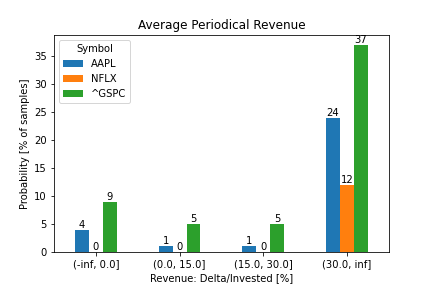 Average Periodical Revenue
Symbol
AAPL
NFLX
^GSPC
Probability [% of samples]
35
30
25
20
15
10
5
0
4
0
9
1
0
5
1
0
5
24
12
37
(-inf, 0.0]
(0.0, 15.0]
(15.0, 30.0]
(30.0, inf]
Revenue: Delta/Invested [%]